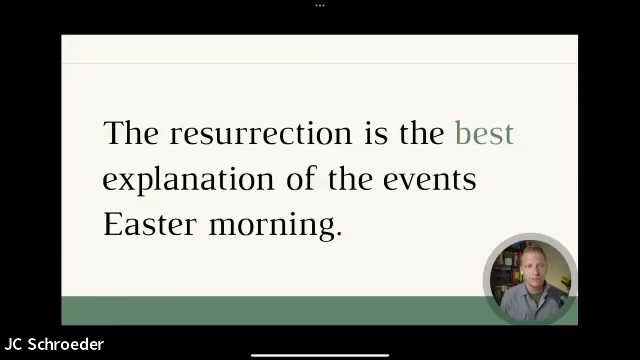 The resurrection is the best
explanation of the events
Easter morning.
JC Schroeder